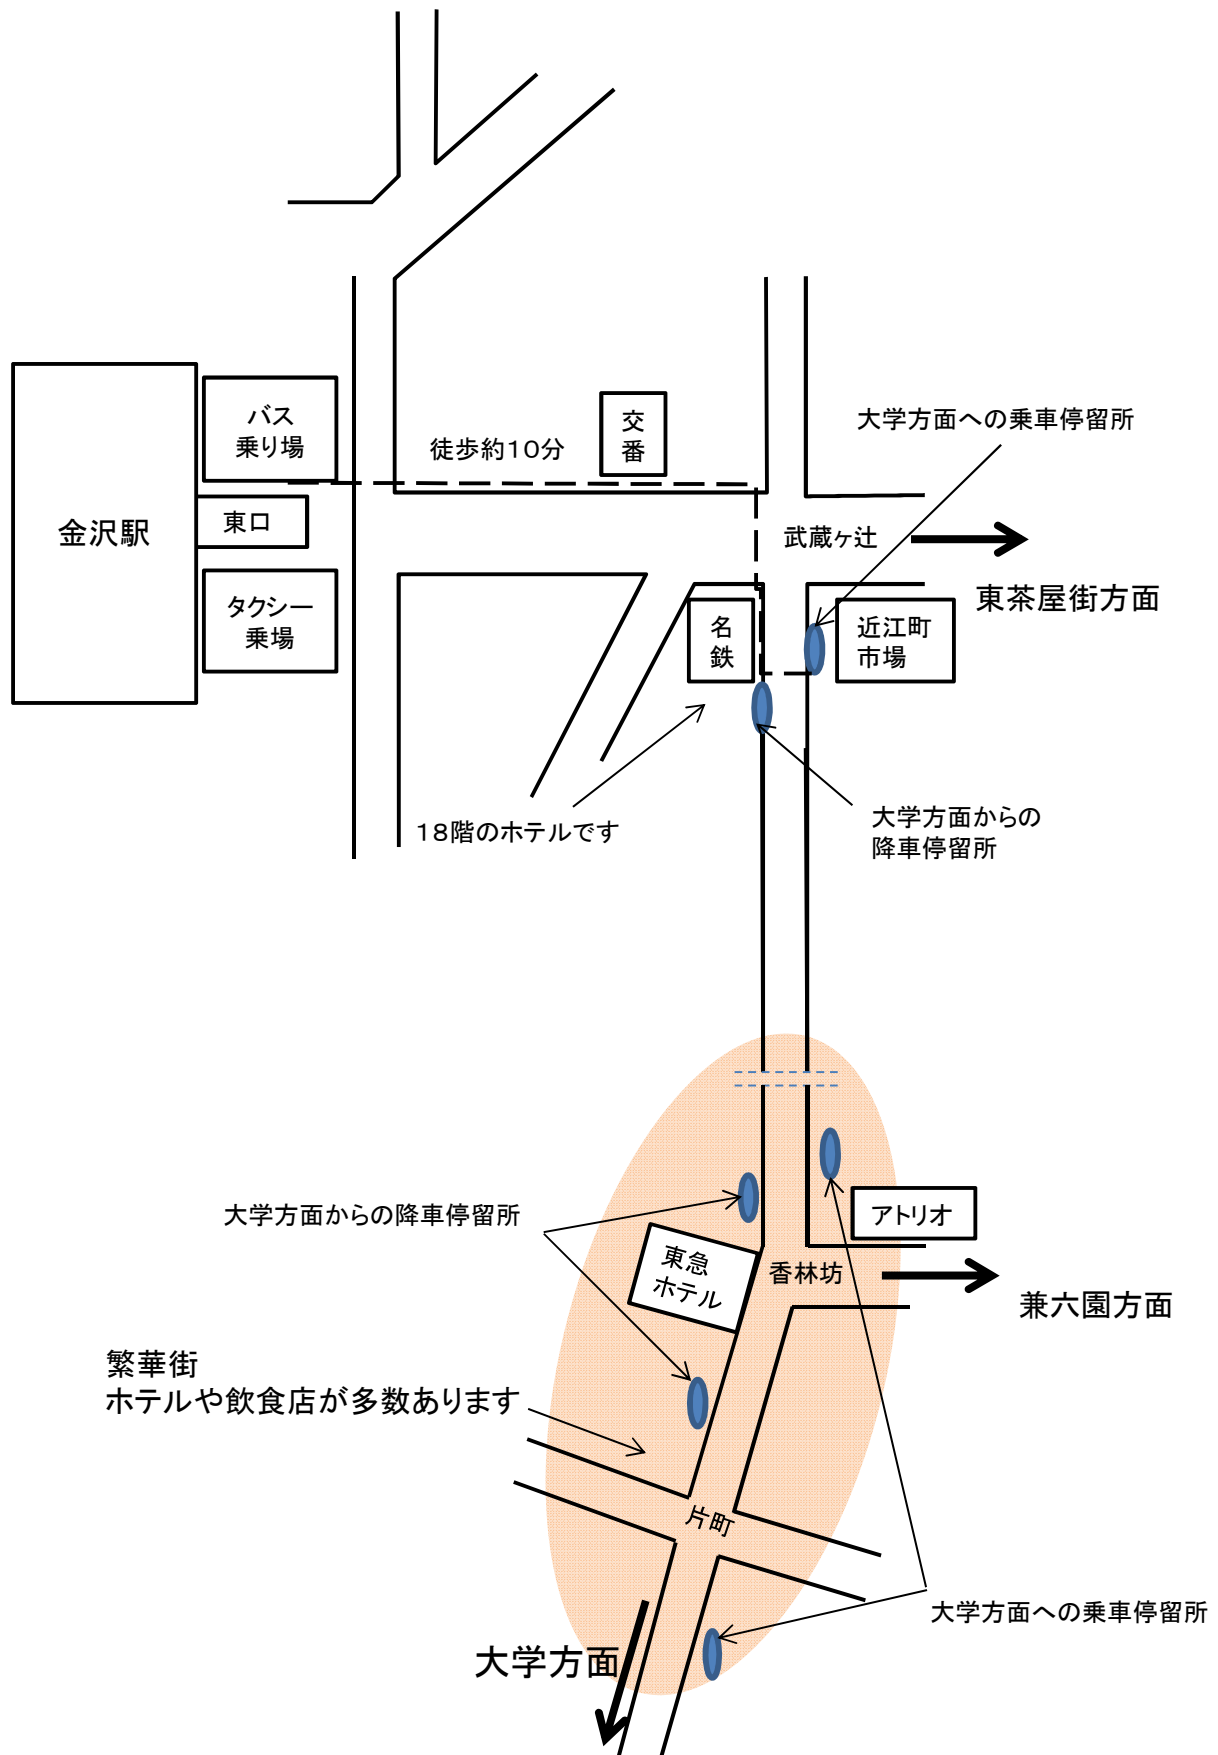 交
番
大学方面への乗車停留所
バス
乗り場
徒歩約10分
金沢駅
東口
武蔵ヶ辻
東茶屋街方面
タクシー
乗場
名
鉄
近江町
市場
18階のホテルです
大学方面からの
降車停留所
大学方面からの降車停留所
アトリオ
東急
ホテル
香林坊
兼六園方面
繁華街
ホテルや飲食店が多数あります
片町
大学方面への乗車停留所
大学方面